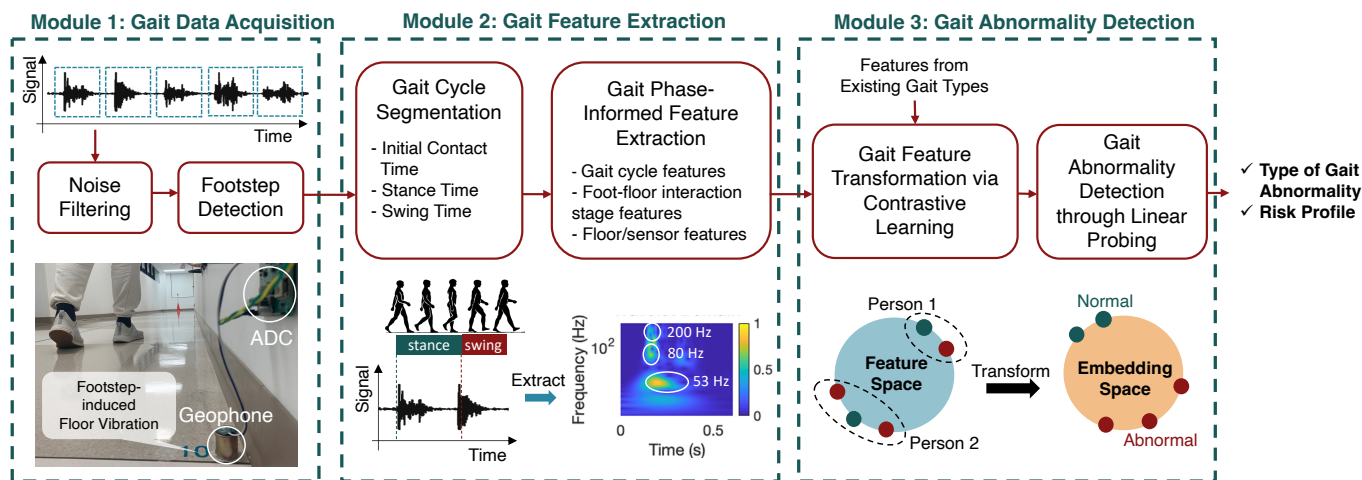 Module 1: Gait Data Acquisition
Signal
Time
Noise
Filtering
Footstep
Detection
ADC
Footstep-
induced
Floor Vibration
Geophone
10
Module 2: Gait Feature Extraction
Gait Cycle
Segmentation
- Initial Contact
Time
- Stance Time
- Swing Time
Gait Phase-
Informed Feature
Extraction
- Gait cycle features
- Foot-floor interaction
stage features
- Floor/sensor features
stance
swing
Signal
Time
Extract
Frequency (Hz)
10²
200 Hz
80 Hz
53 Hz
0
0.5
Time (s)
1
0.5
0
Module 3: Gait Abnormality Detection
Features from
Existing Gait Types
Gait Feature
Transformation via
Contrastive
Learning
Gait
Abnormality
Detection
through Linear
Probing
✓ Type of Gait
Abnormality
✓ Risk Profile
Person 1
Feature
Space
Person 2
Transform
Normal
Embedding
Space
Abnormal